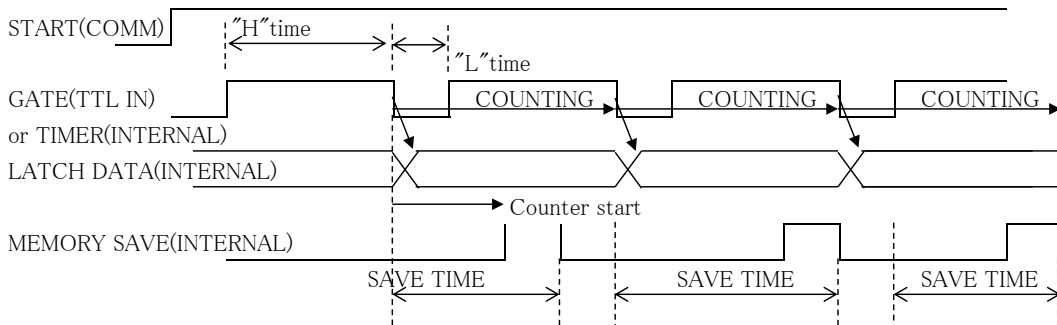 START(COMM)
"H"time
"L"time
GATE(TTL IN)
COUNTING COUNTING COUNTING
or TIMER(INTERNAL)
LATCH DATA(INTERNAL)
Counter start
MEMORY SAVE(INTERNAL)
SAVE TIME SAVE TIME SAVE TIME